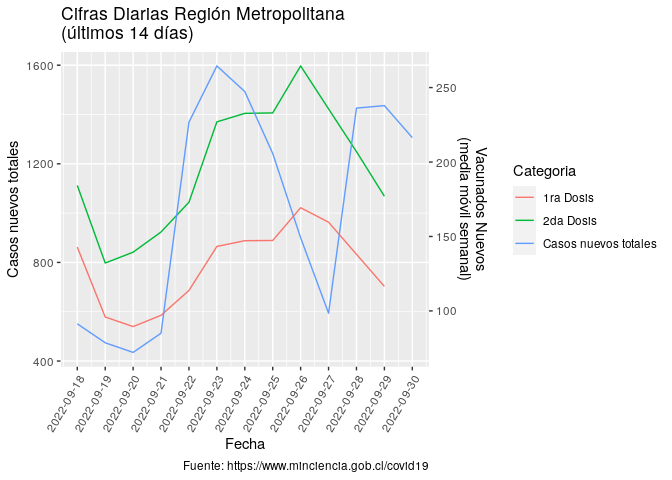 Cifras Diarias Región Metropolitana
(últimos 14 días)
Casos nuevos totales
1600
1200
800
400
250
200
150
100
Vacunados Nuevos
(media móvil semanal)
2022-09-18
2022-09-19
2022-09-20
2022-09-21
2022-09-22
2022-09-23
2022-09-24
2022-09-25
2022-09-26
2022-09-27
2022-09-28
2022-09-29
2022-09-30
Fecha
Categoria
1ra Dosis
2da Dosis
Casos nuevos totales
Fuente: https://www.minciencia.gob.cl/covid19